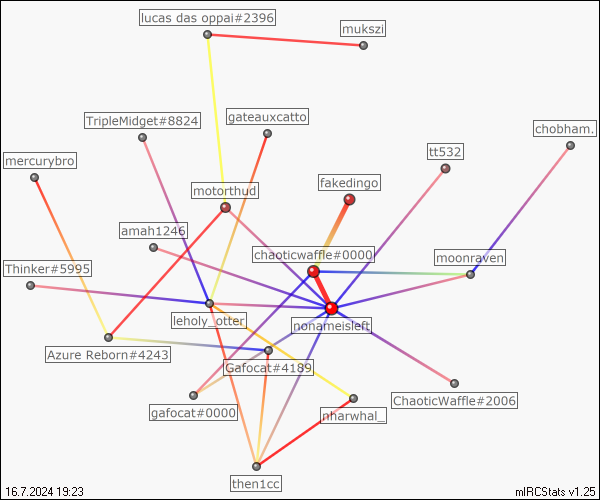 lucas das oppai#2396
mukszi
TripleMidget#8824
gateauxcatto
chobham.
mercurybro
tt532
motorthud
fakedingo
amah1246
chaoticwaffle#0000
moonraven
Thinker#5995
leholy_otter
nonameisleft
Azure Reborn#4243
Gafocat#4189
gafocat#0000
nharwhal_
ChaoticWaffle#2006
then1cc
16.7.2024 19:23
mIRCStats v1.25